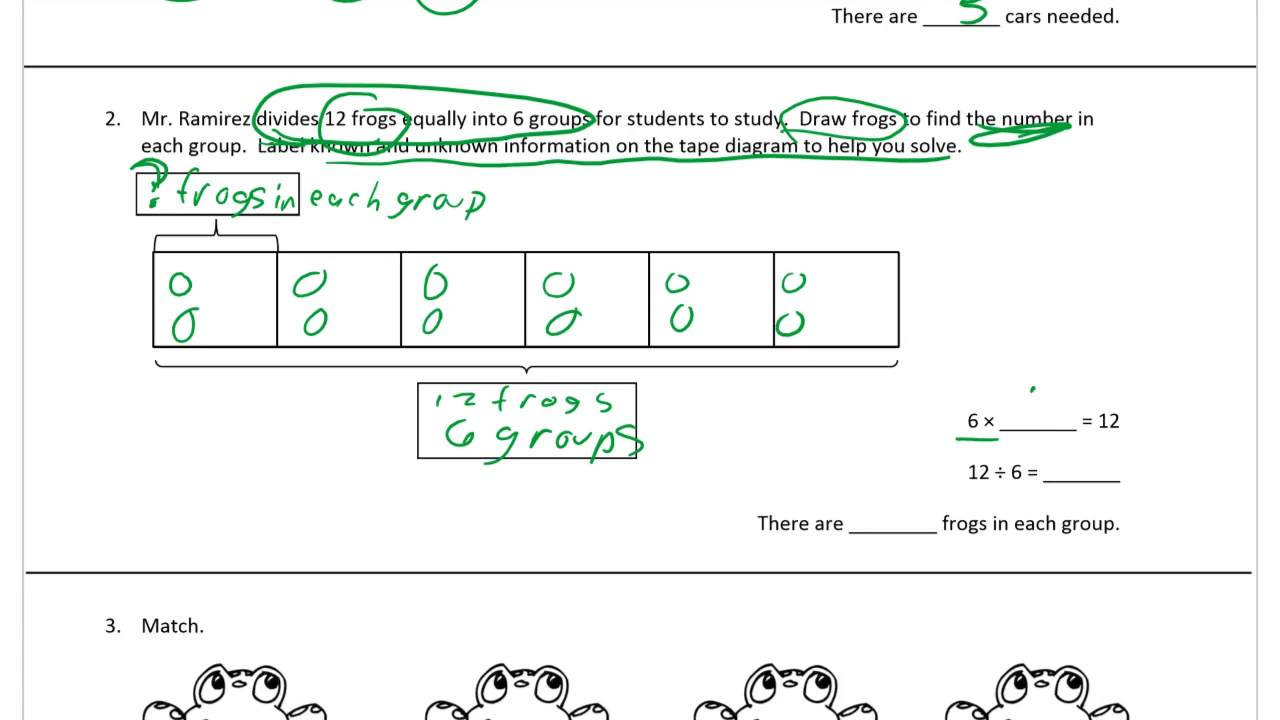 There are 5 cars needed.
2. Mr. Ramirez divides 12 frogs equally into 6 groups for students to study. Draw frogs to find the number in
each group. Label known and unknown information on the tape diagram to help you solve.
? frogs in each group
12 frogs
6 groups
6 × ________ = 12
12 ÷ 6 = ________
There are _________ frogs in each group.
3. Match.